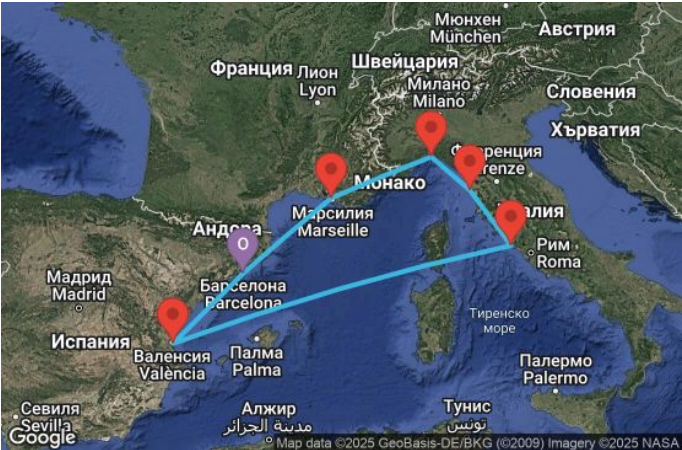 Мюнхен
München
Австрия
Швейцария
Франция
Лион
Lyon
Милано
Milano
Словения
Хърватия
Флоренция
Firenze
Монако
Марсилия
Marseille
Италия
Андора
О
Рим
Roma
Барселона
Barcelona
Мадрид
Madrid
Тиренско
море
Испания
Валенсия
València
Палма
Palma
Палермо
Palermo
Севиля
Sevilla
Алжир
مدينة الجزائر
Тунис
تونس
Google
Map data ©2025 GeoBasis-DE/BKG (©2009) Imagery ©2025 NASA